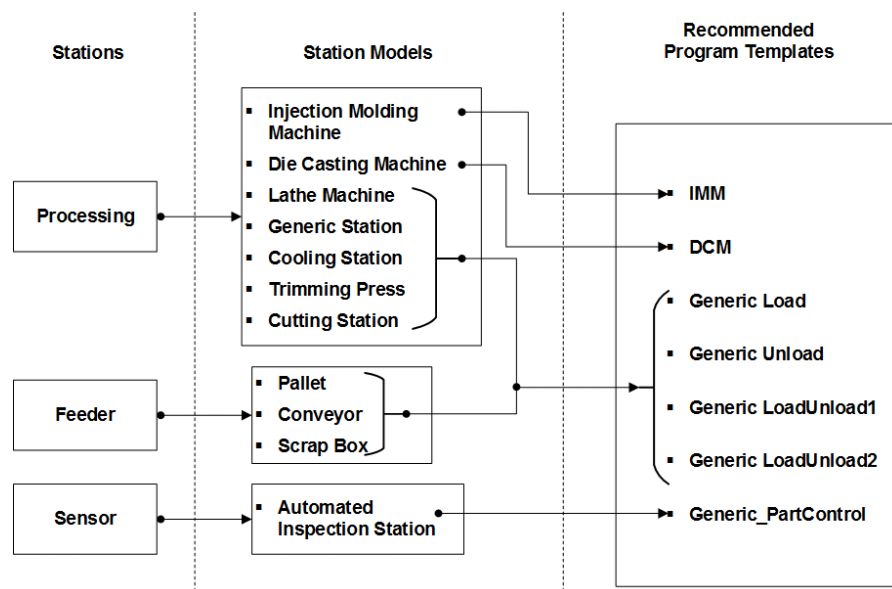 Stations
Station Models
Recommended
Program Templates
Processing
▪ Injection Molding
Machine
▪ Die Casting Machine
▪ Lathe Machine
▪ Generic Station
▪ Cooling Station
▪ Trimming Press
▪ Cutting Station
▪ IMM
▪ DCM
▪ Generic Load
▪ Generic Unload
▪ Generic LoadUnload1
▪ Generic LoadUnload2
▪ Generic_PartControl
Feeder
▪ Pallet
▪ Conveyor
▪ Scrap Box
Sensor
▪ Automated
Inspection Station